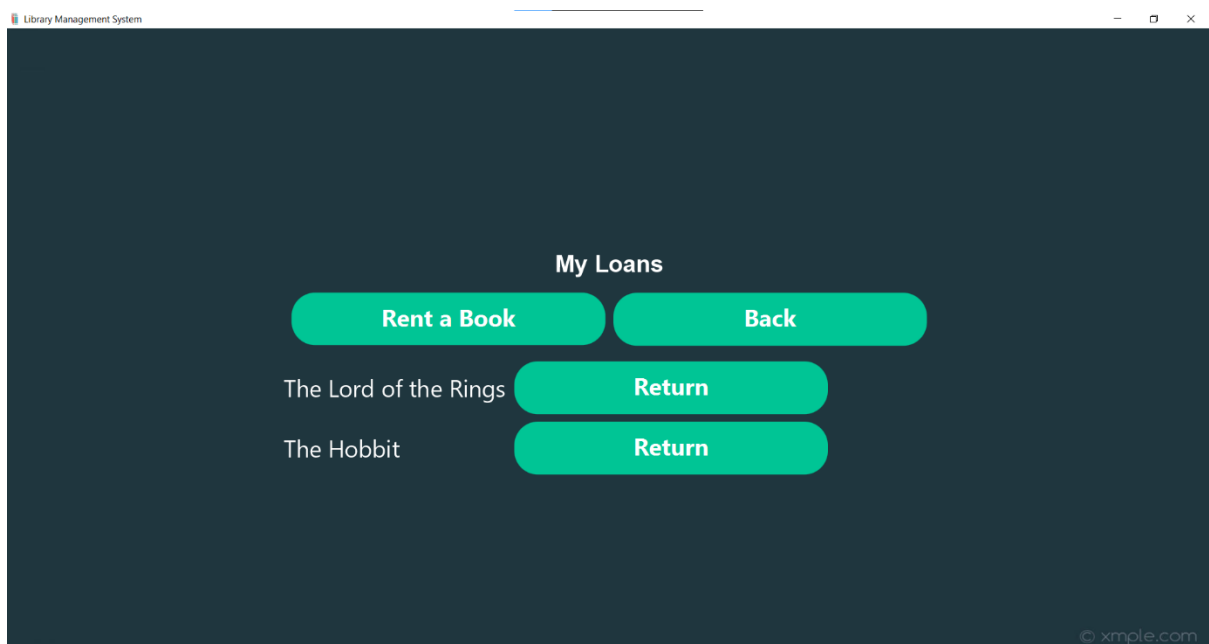 Library Management System
My Loans
Rent a Book Back
The Lord of the Rings Return
The Hobbit Return
© xmple.com